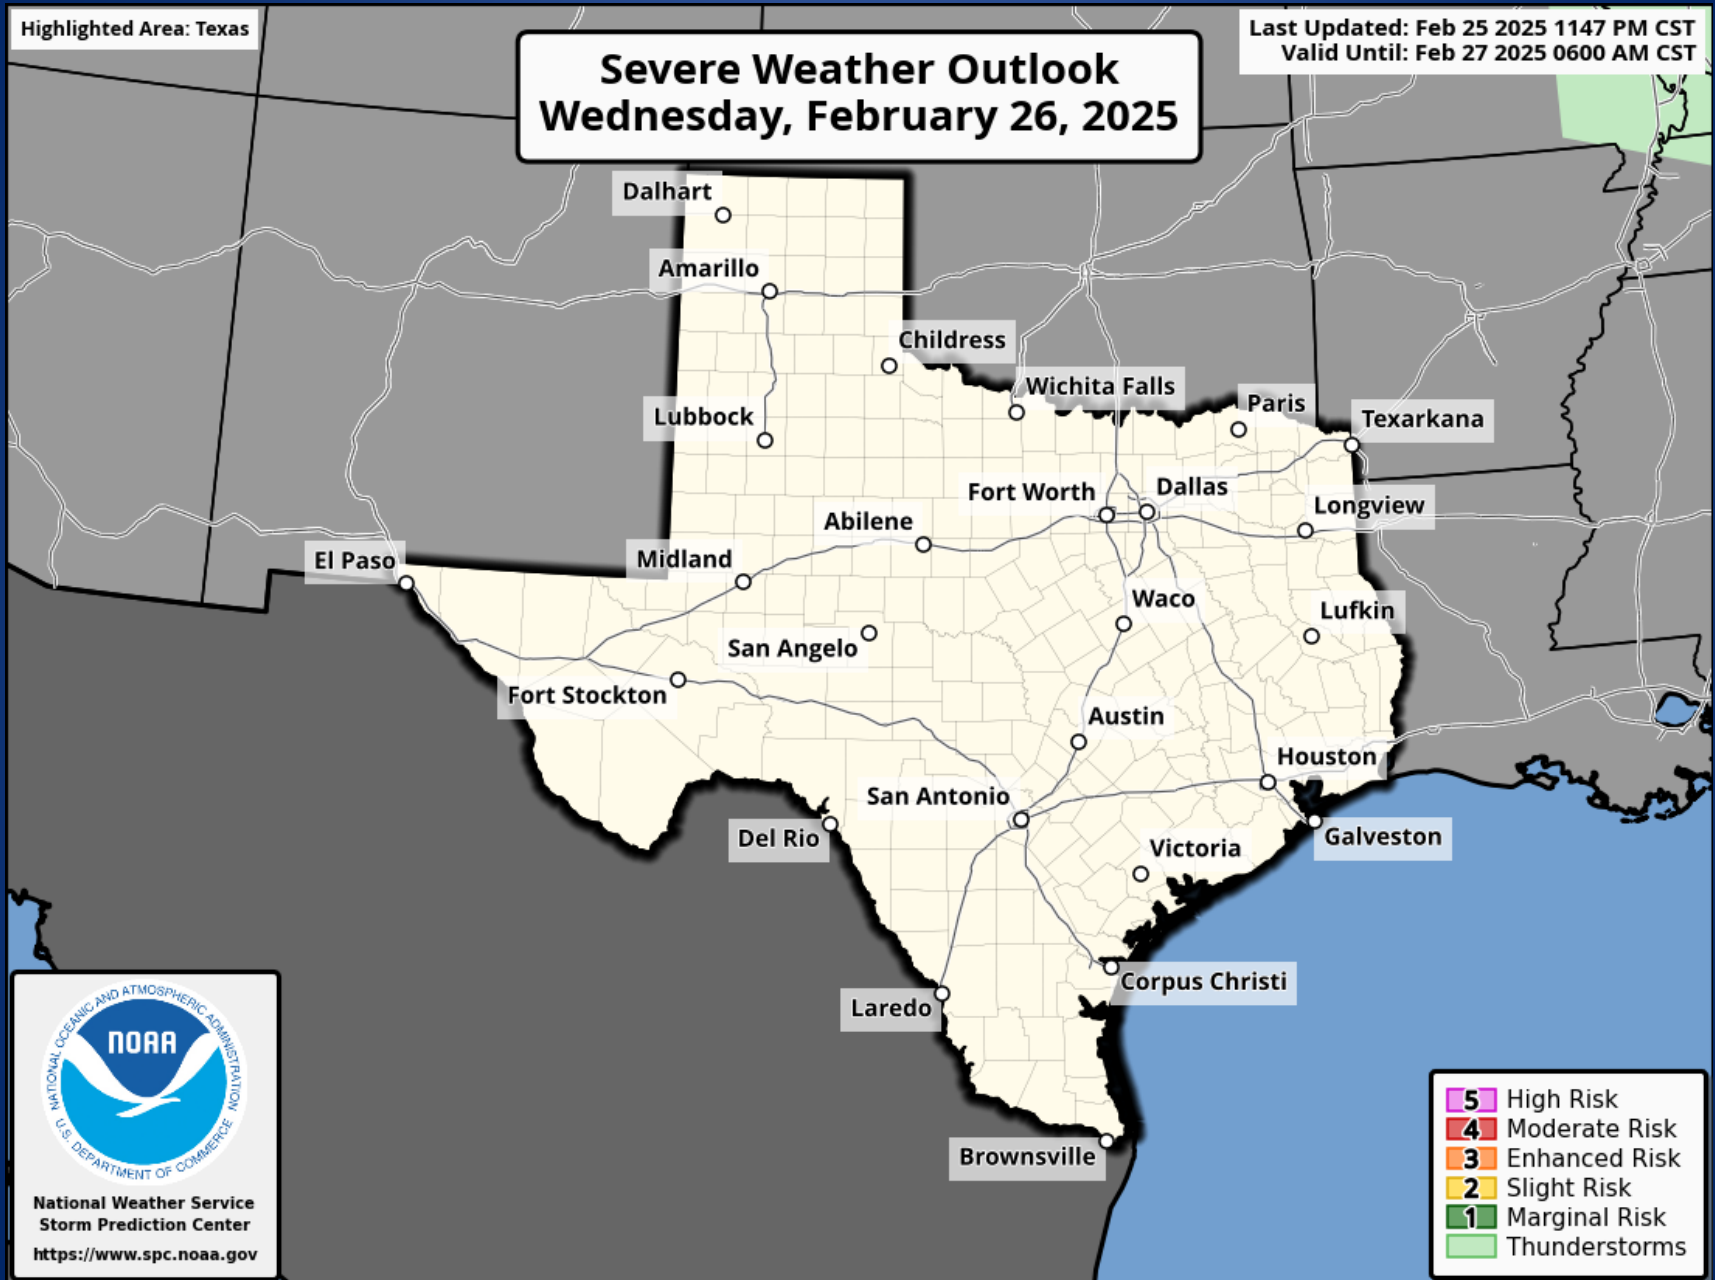 Highlighted Area: Texas
Last Updated: Feb 25 2025 1147 PM CST
Valid Until: Feb 27 2025 0600 AM CST
Severe Weather Outlook
Wednesday, February 26, 2025
Dalhart
Amarillo
Childress
Wichita Falls
Paris
Texarkana
Lubbock
Fort Worth
Dallas
Longview
Abilene
El Paso
Midland
Waco
Lufkin
San Angelo
Fort Stockton
Austin
Houston
San Antonio
Del Rio
Galveston
Victoria
Corpus Christi
Laredo
Brownsville
NATIONAL OCEANIC AND ATMOSPHERIC ADMINISTRATION
NOAA
U.S. DEPARTMENT OF COMMERCE
National Weather Service
Storm Prediction Center
https://www.spc.noaa.gov
5 High Risk
4 Moderate Risk
3 Enhanced Risk
2 Slight Risk
1 Marginal Risk
Thunderstorms